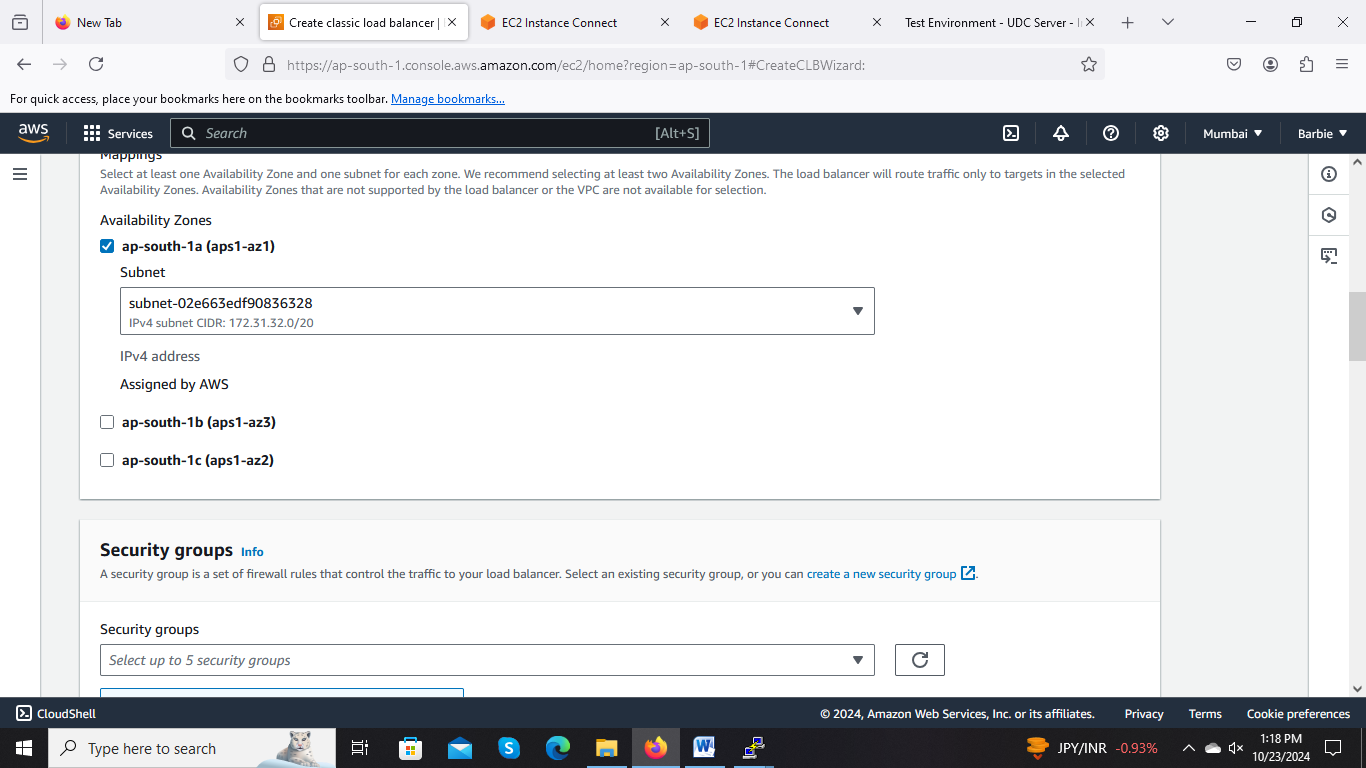 New Tab
Create classic load balancer |
EC2 Instance Connect
EC2 Instance Connect
Test Environment - UDC Server -
https://ap-south-1.console.aws.amazon.com/ec2/home?region=ap-south-1#CreateCLBWizard:
For quick access, place your bookmarks here on the bookmarks toolbar. Manage bookmarks...
aws
Services
Search
[Alt+S]
Mumbai
Barbie
Mappings
Select at least one Availability Zone and one subnet for each zone. We recommend selecting at least two Availability Zones. The load balancer will route traffic only to targets in the selected
Availability Zones. Availability Zones that are not supported by the load balancer or the VPC are not available for selection.
Availability Zones
ap-south-1a (aps1-az1)
Subnet
subnet-02e663edf90836328
IPv4 subnet CIDR: 172.31.32.0/20
IPv4 address
Assigned by AWS
ap-south-1b (aps1-az3)
ap-south-1c (aps1-az2)
Security groups Info
A security group is a set of firewall rules that control the traffic to your load balancer. Select an existing security group, or you can create a new security group.
Security groups
Select up to 5 security groups
CloudShell
© 2024, Amazon Web Services, Inc. or its affiliates.
Privacy
Terms
Cookie preferences
Type here to search
JPY/INR -0.93%
1:18 PM
10/23/2024